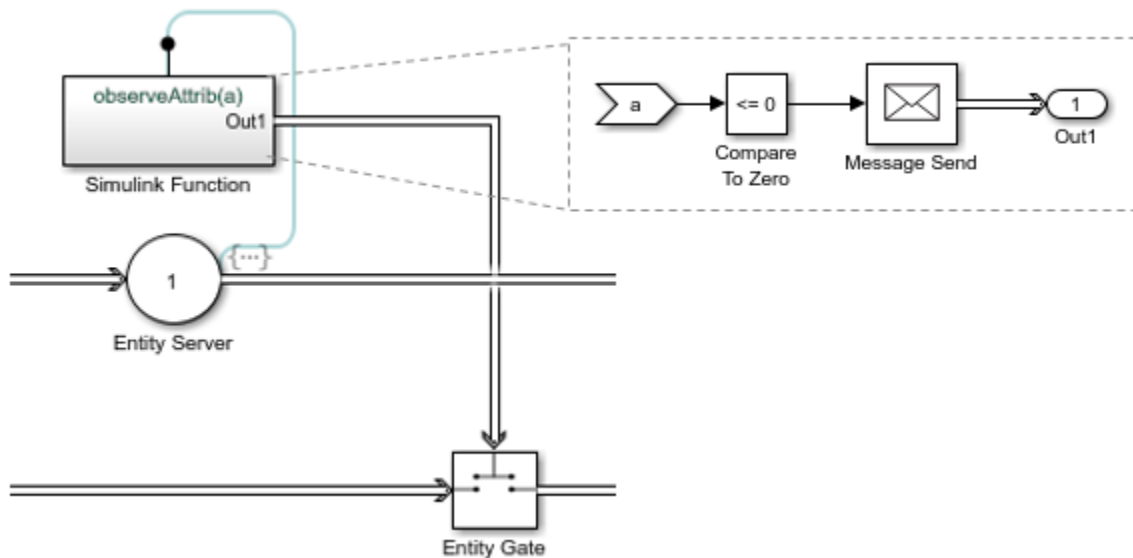 observeAttrib(a)
Out1
Simulink Function
{...}
1
Entity Server
Entity Gate
a
<= 0
Compare
To Zero
Message Send
1
Out1